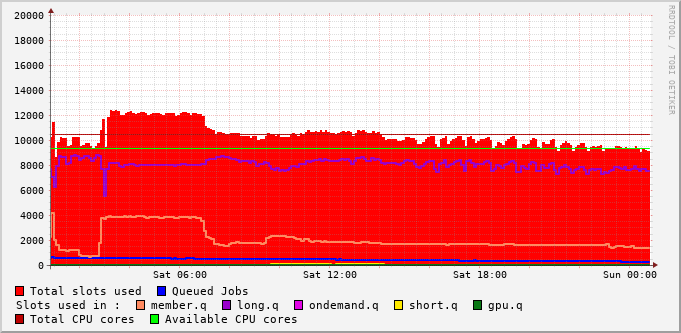 20000
18000
16000
14000
12000
10000
8000
6000
4000
2000
0
Sat 06:00 Sat 12:00 Sat 18:00 Sun 00:00
RRDTOOL / TOBI OETIKER
Total slots used Queued Jobs
Slots used in : member.q long.q ondemand.q short.q gpu.q
Total CPU cores Available CPU cores